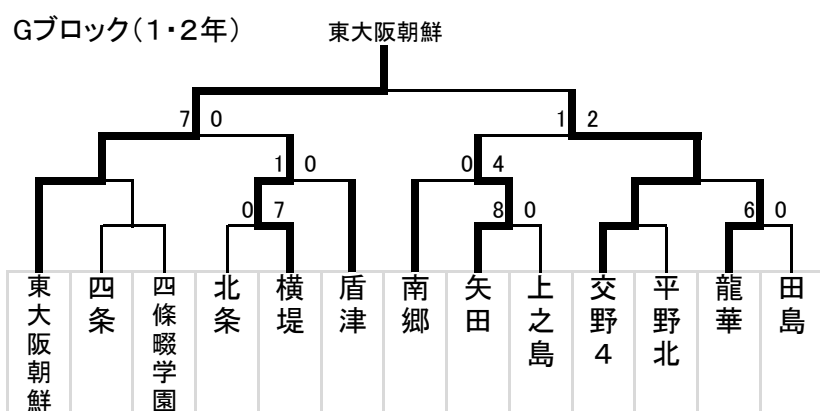 Gブロック(1・2年)
東大阪朝鮮
7 0
1 2
1 0
0 4
0 7
8 0
6 0
東大阪朝鮮
四条
四條畷学園
北条
横堤
盾津
南郷
矢田
上之島
交野4
平野北
龍華
田島